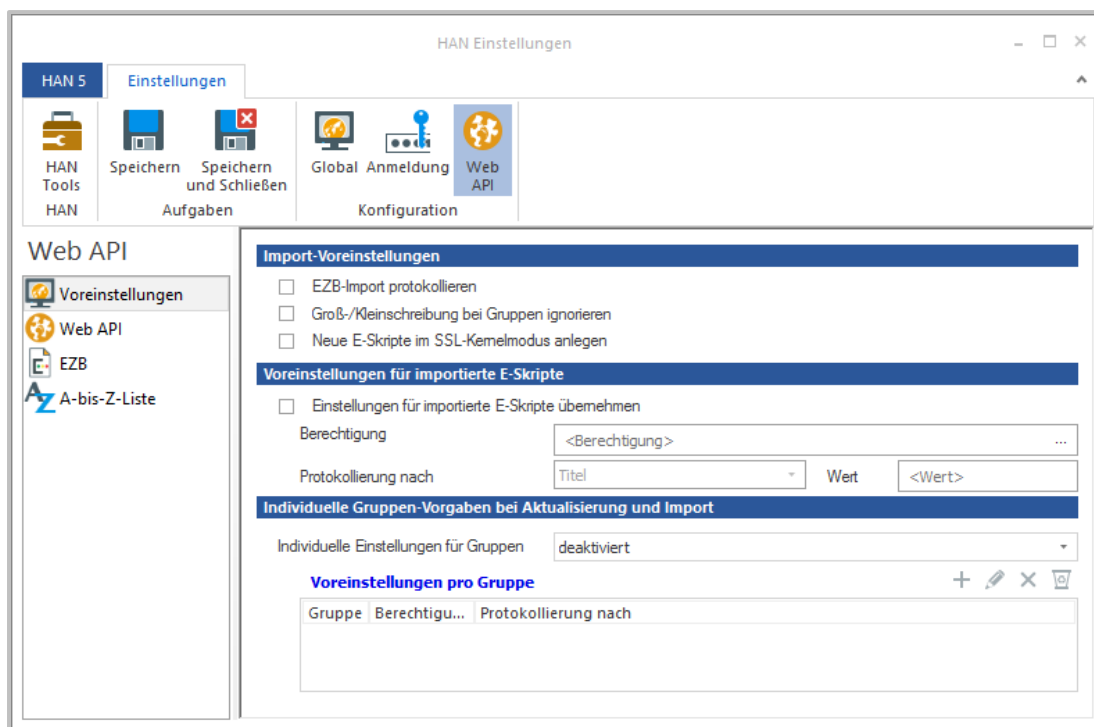 HAN Einstellungen
HAN 5 Einstellungen
HAN Tools
Speichern
Speichern und Schließen
Global
Anmeldung
Web API
HAN
Aufgaben
Konfiguration
Web API
Voreinstellungen
Web API
EZB
A-bis-Z-Liste
Import-Voreinstellungen
EZB-Import protokollieren
Groß-/Kleinschreibung bei Gruppen ignorieren
Neue E-Skripte im SSL-Kernelmodus anlegen
Voreinstellungen für importierte E-Skripte
Einstellungen für importierte E-Skripte übernehmen
Berechtigung <Berechtigung> ...
Protokollierung nach Titel Wert <Wert>
Individuelle Gruppen-Vorgaben bei Aktualisierung und Import
Individuelle Einstellungen für Gruppen deaktiviert
Voreinstellungen pro Gruppe
Gruppe Berechtigu... Protokollierung nach